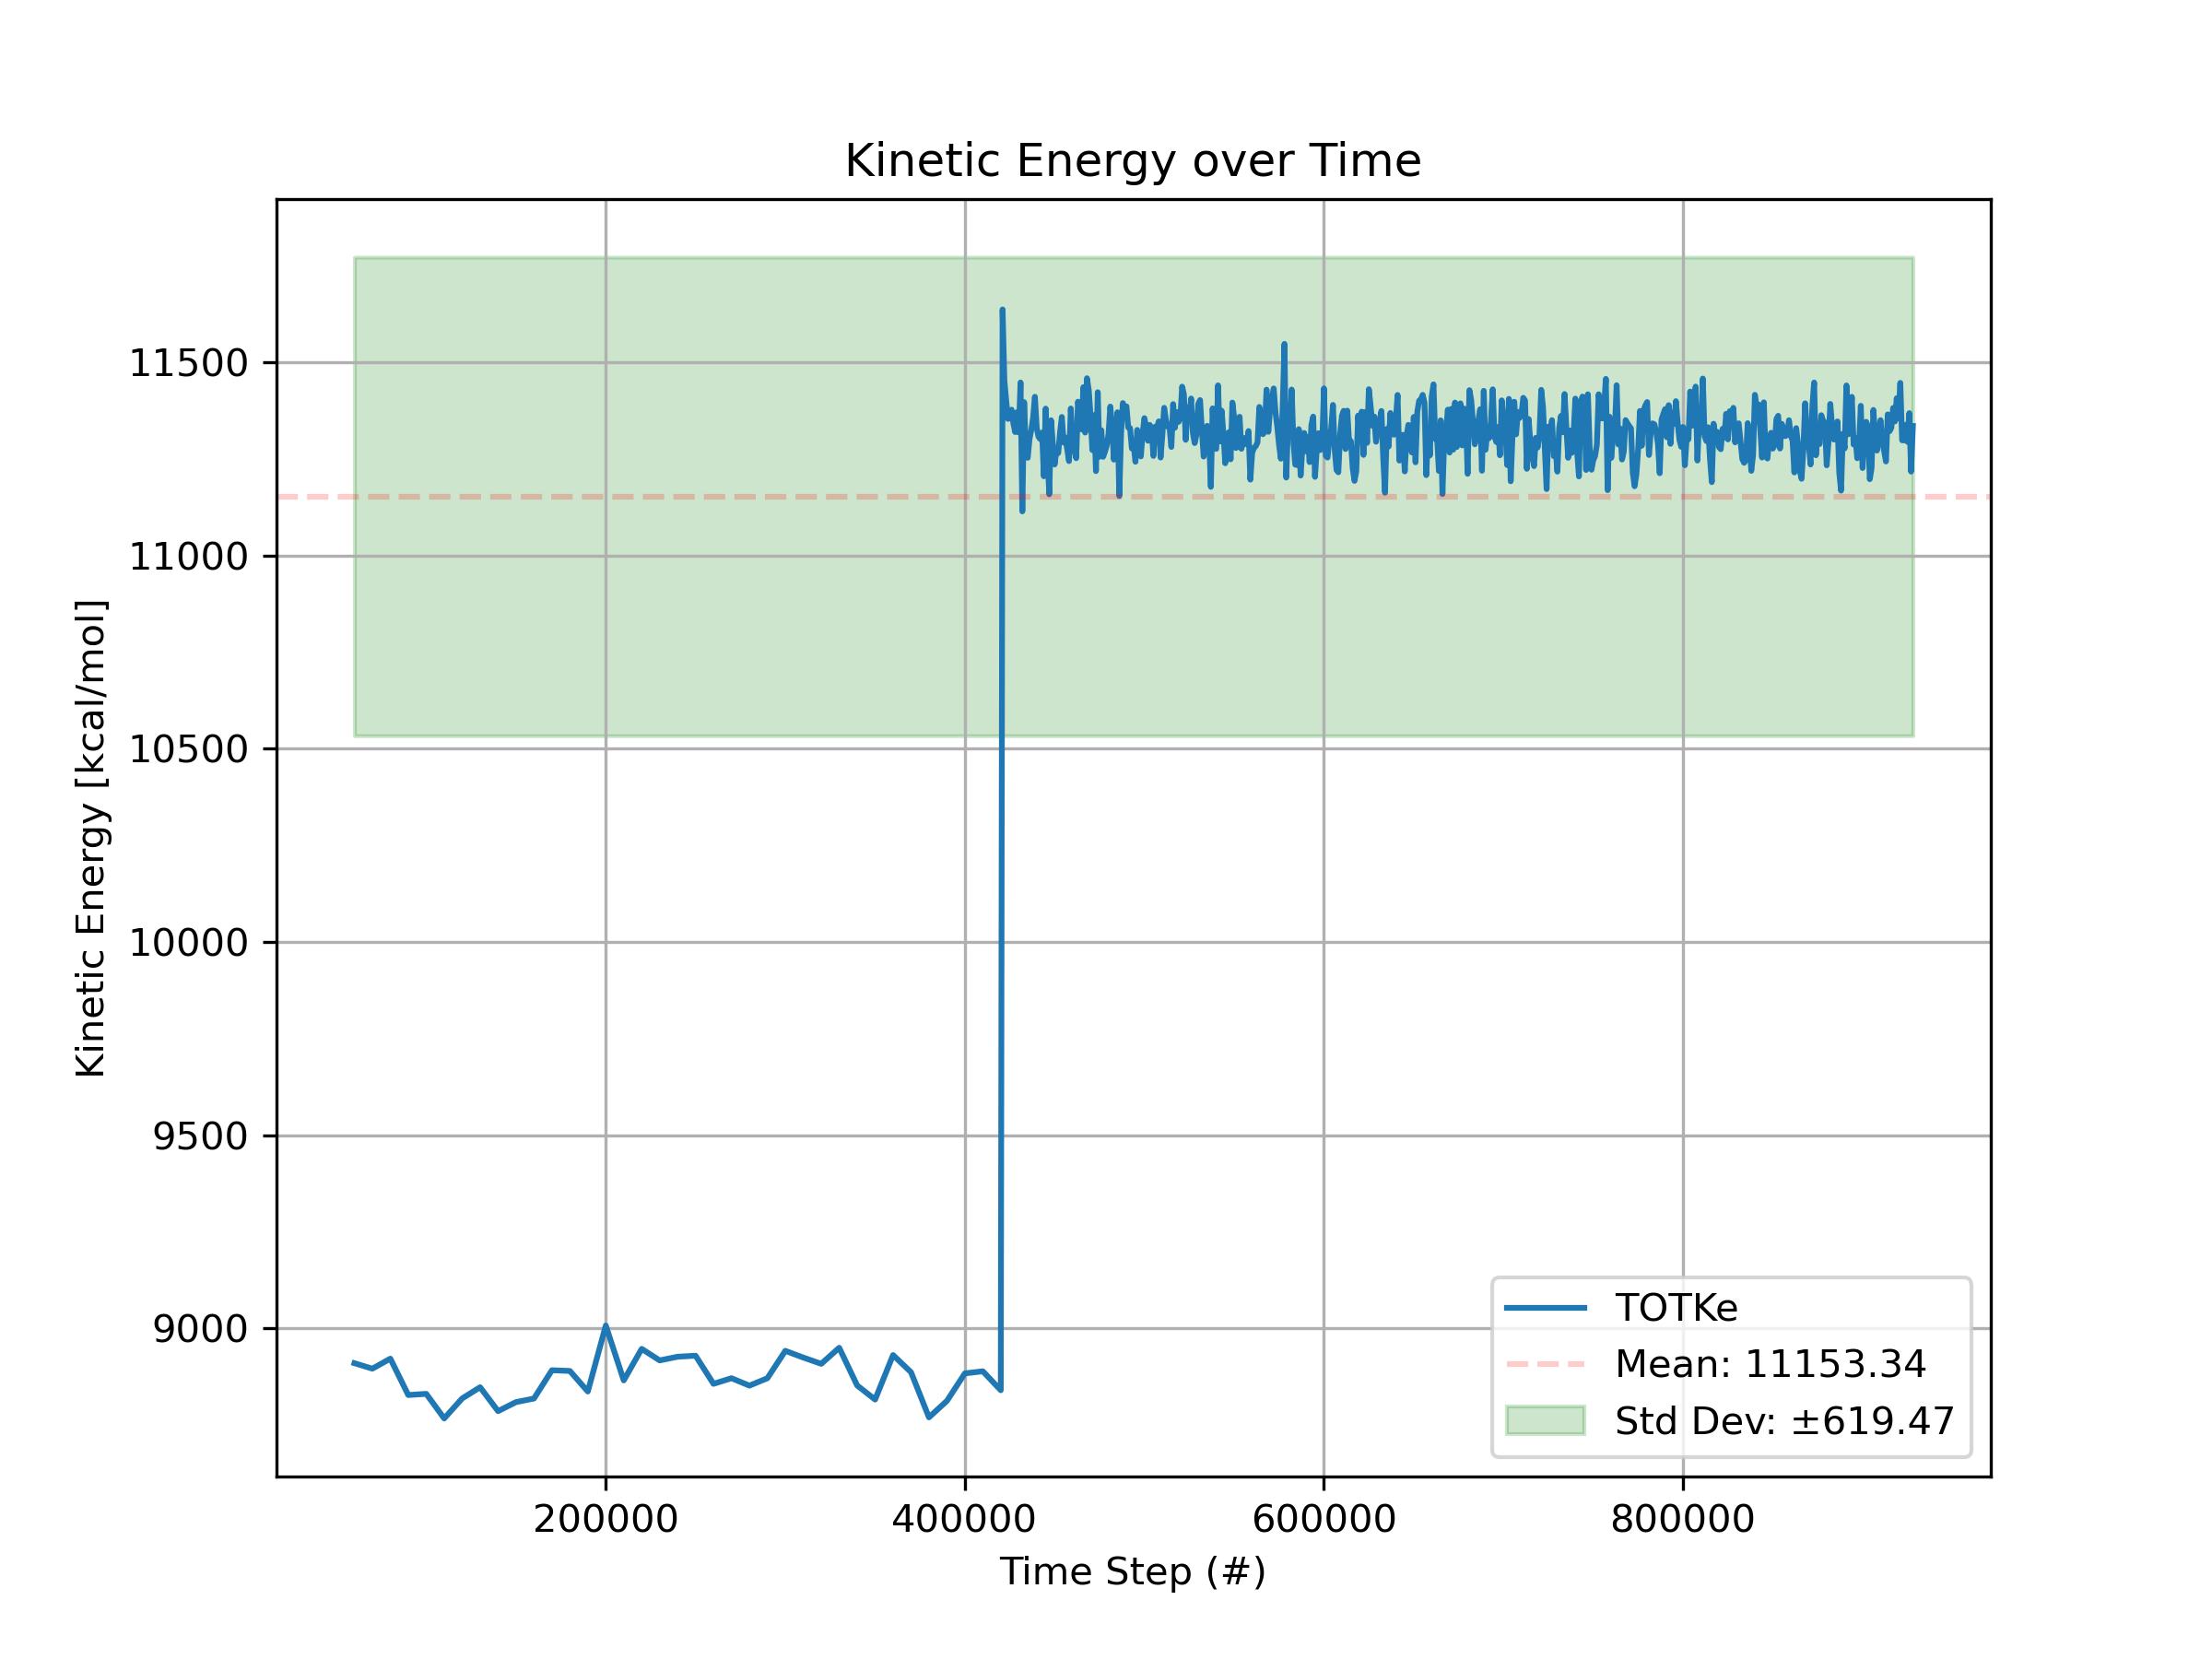 Kinetic Energy over Time
Kinetic Energy [kcal/mol]
11500
11000
10500
10000
9500
9000
200000
400000
600000
800000
Time Step (#)
TOTKe
Mean: 11153.34
Std Dev: ±619.47